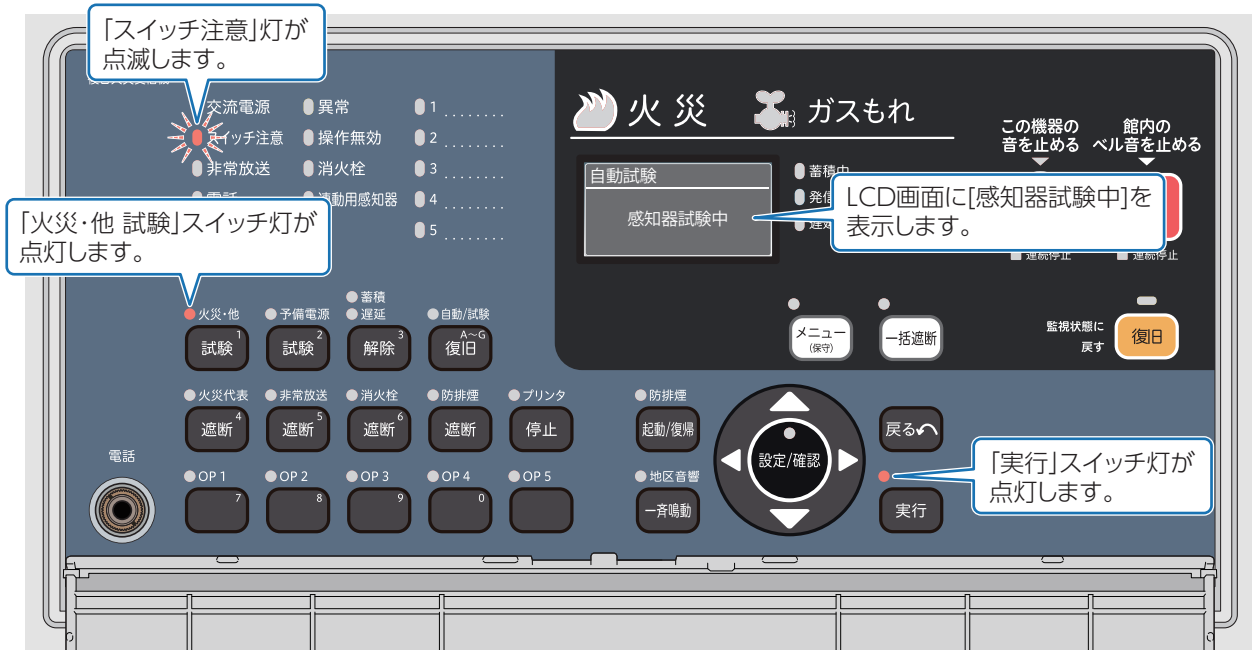 「スイッチ注意」灯が
点滅します。
交流電源
異常
1
スイッチ注意
操作無効
2
非常放送
消火栓
3
連動用感知器
4
5
「火災・他 試験」スイッチ灯が
点灯します。
火災
ガスもれ
自動試験
感知器試験中
蓄積中
LCD画面に[感知器試験中]を
表示します。
この機器の
音を止める
館内の
ベル音を止める
連続停止
連続停止
火災・他
試験 1
予備電源
試験 2
蓄積
遅延
解除 3
自動/試験
復旧 A〜G
メニュー
(保守)
一括遮断
監視状態に
戻す
復旧
火災代表
遮断 4
非常放送
遮断 5
消火栓
遮断 6
防排煙
遮断
プリンタ
停止
防排煙
起動/復帰
設定/確認
戻る
電話
OP 1
7
OP 2
8
OP 3
9
OP 4
0
OP 5
地区音響
一斉鳴動
実行
「実行」スイッチ灯が
点灯します。